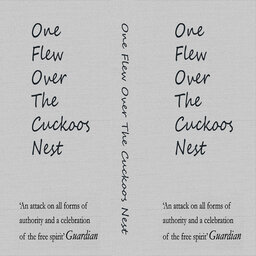 One
Flew
Over
The
Cuckoos
Nest
'An attack on all forms of
authority and a celebration
of the free spirit' Guardian
One Flew Over The Cuckoos Nest
One
Flew
Over
The
Cuckoos
Nest
'An attack on all forms of
authority and a celebration
of the free spirit' Guardian